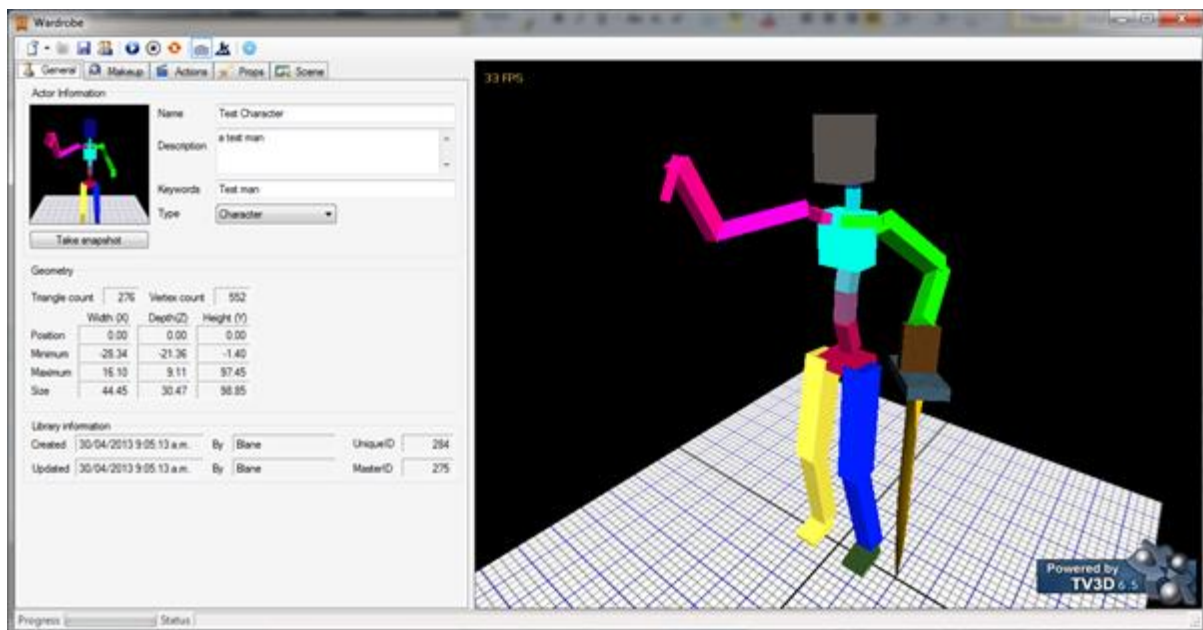 Wardrobe
General Makeup Actions Props Scene
Actor Information
Name Test Character
Description a test man
Keywords Test man
Type Character
Take snapshot
Geometry
Triangle count 276 Vertex count 552
Width (X) Depth(Z) Height (Y)
Position 0.00 0.00 0.00
Minimum -28.34 -21.36 -1.40
Maximum 16.10 9.11 97.45
Size 44.45 30.47 98.85
Library information
Created 30/04/2013 9:05:13 a.m. By Blane UniqueID 284
Updated 30/04/2013 9:05:13 a.m. By Blane MasterID 275
Progress Status
33 FPS
Powered by
TV3D 6.5